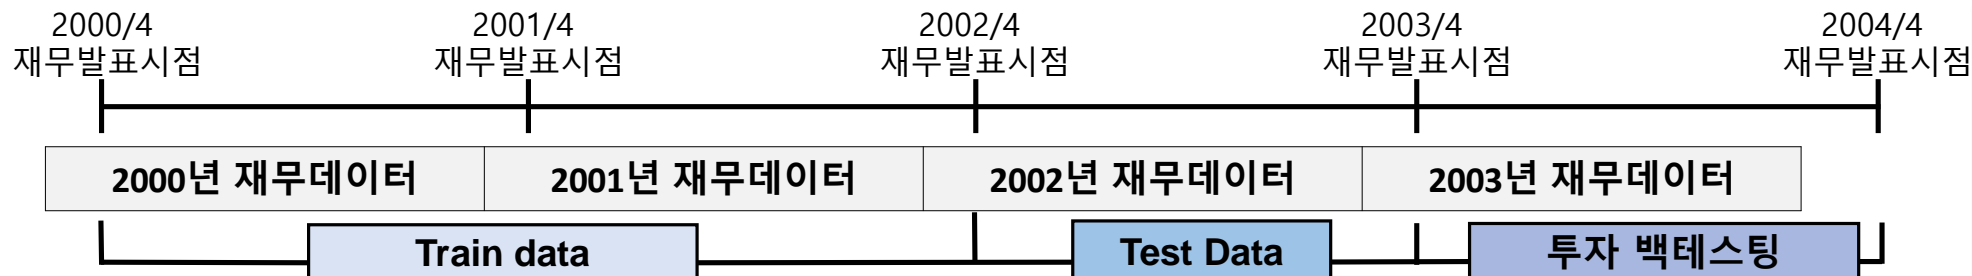 2000/4
재무발표시점
2001/4
재무발표시점
2002/4
재무발표시점
2003/4
재무발표시점
2004/4
재무발표시점
2000년 재무데이터
2001년 재무데이터
2002년 재무데이터
2003년 재무데이터
Train data
Test Data
투자 백테스팅